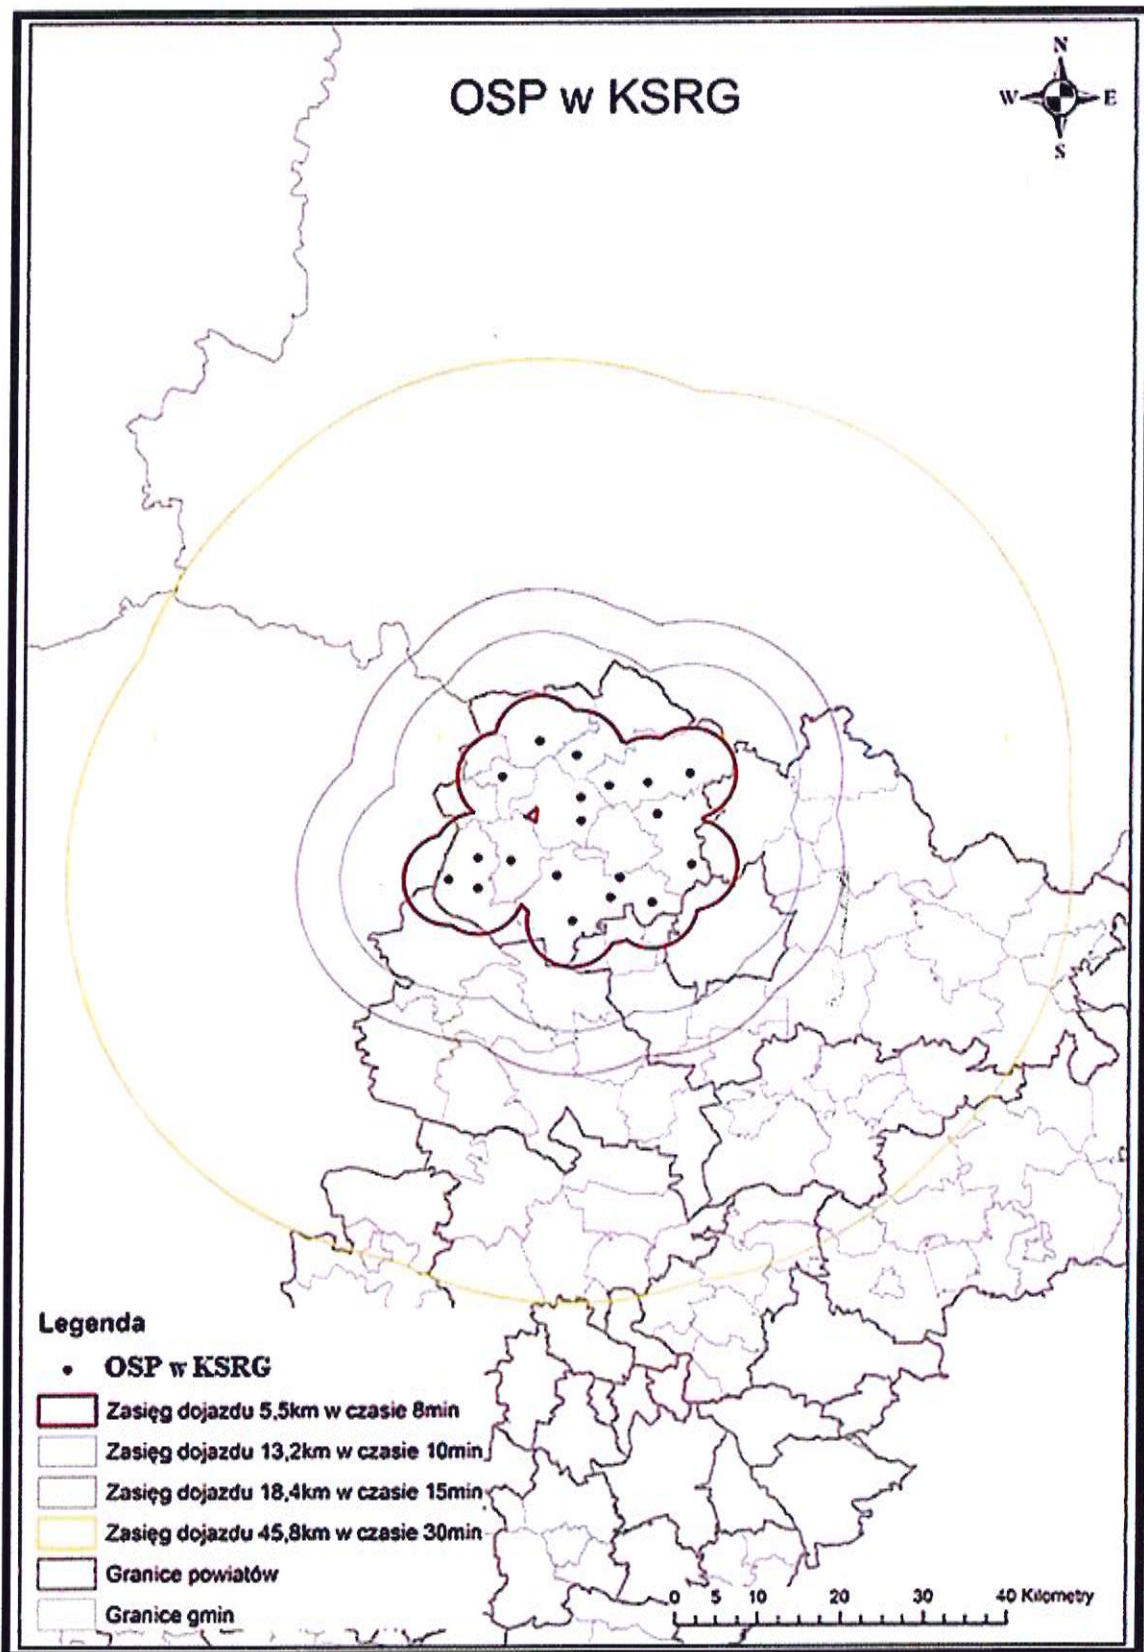 OSP w KSRG
N
W E
S
Legenda
OSP w KSRG
Zasięg dojazdu 5,5km w czasie 8min
Zasięg dojazdu 13,2km w czasie 10min
Zasięg dojazdu 18,4km w czasie 15min
Zasięg dojazdu 45,8km w czasie 30min
Granice powiatów
Granice gmin
0 5 10 20 30 40 Kilometry